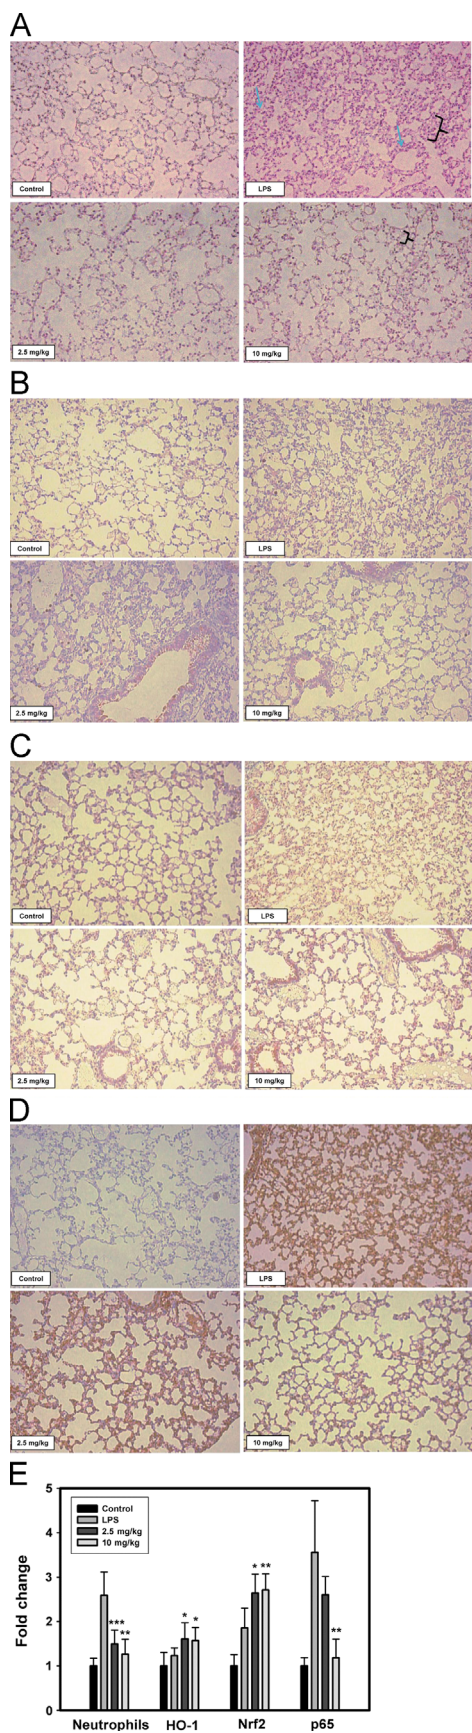 A
Control
LPS
2.5 mg/kg
10 mg/kg
B
Control
LPS
2.5 mg/kg
10 mg/kg
C
Control
LPS
2.5 mg/kg
10 mg/kg
D
Control
LPS
2.5 mg/kg
10 mg/kg
E
5
4
3
2
1
0
Fold change
Control
LPS
2.5 mg/kg
10 mg/kg
***
**
*
*
*
**
**
Neutrophils HO-1 Nrf2 p65